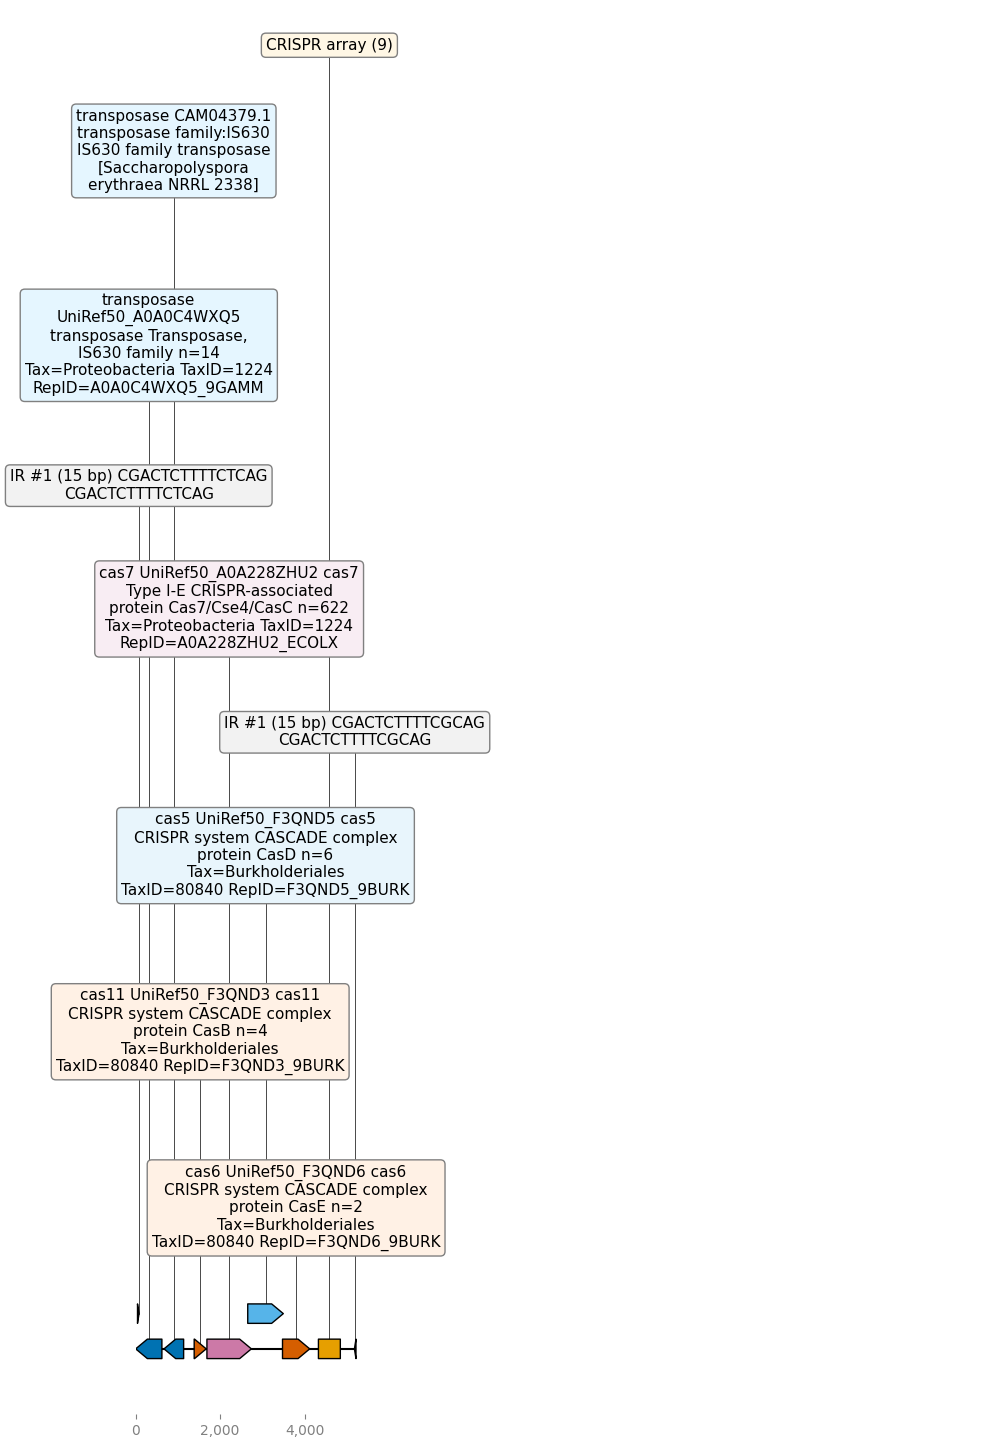 CRISPR array (9)
transposase CAM04379.1
transposase family:IS630
IS630 family transposase
[Saccharopolyspora
erythraea NRRL 2338]
transposase
UniRef50_A0A0C4WXQ5
transposase Transposase,
IS630 family n=14
Tax=Proteobacteria TaxID=1224
RepID=A0A0C4WXQ5_9GAMM
IR #1 (15 bp) CGACTCTTTTCTCAG
CGACTCTTTTCTCAG
cas7 UniRef50_A0A228ZHU2 cas7
Type I-E CRISPR-associated
protein Cas7/Cse4/CasC n=622
Tax=Proteobacteria TaxID=1224
RepID=A0A228ZHU2_ECOLX
IR #1 (15 bp) CGACTCTTTTCGCAG
CGACTCTTTTCGCAG
cas5 UniRef50_F3QND5 cas5
CRISPR system CASCADE complex
protein CasD n=6
Tax=Burkholderiales
TaxID=80840 RepID=F3QND5_9BURK
cas11 UniRef50_F3QND3 cas11
CRISPR system CASCADE complex
protein CasB n=4
Tax=Burkholderiales
TaxID=80840 RepID=F3QND3_9BURK
cas6 UniRef50_F3QND6 cas6
CRISPR system CASCADE complex
protein CasE n=2
Tax=Burkholderiales
TaxID=80840 RepID=F3QND6_9BURK
0 2,000 4,000